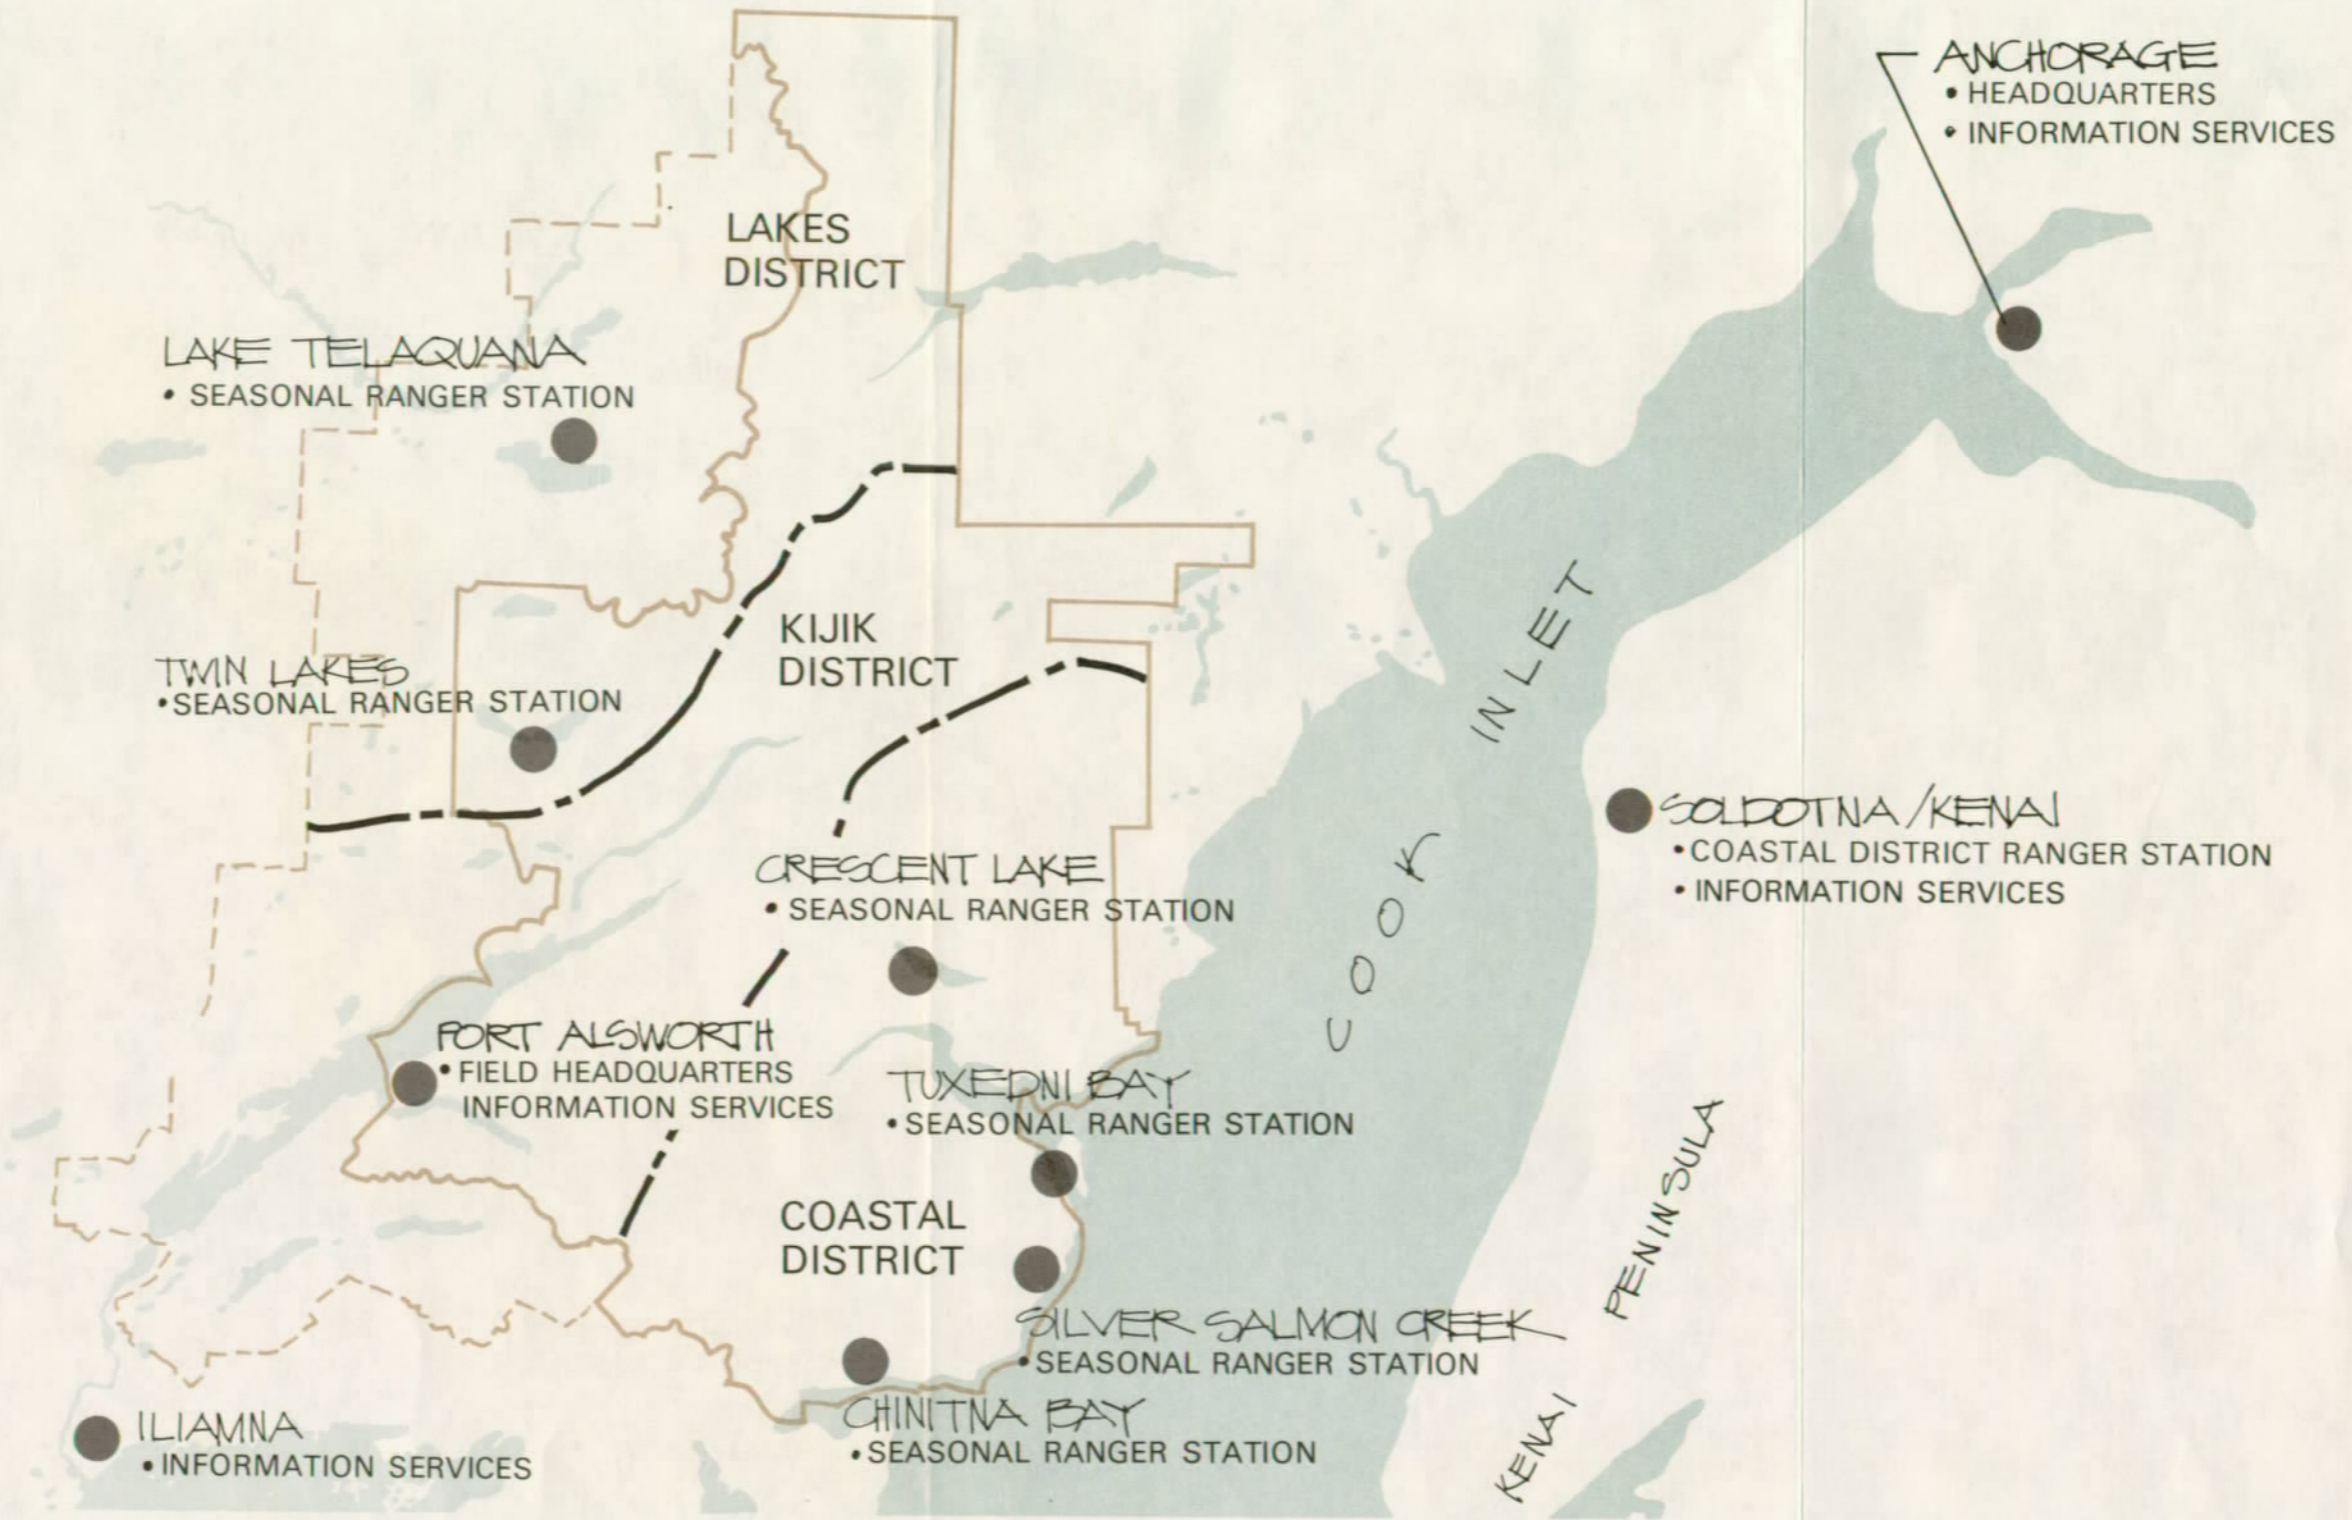 ANCHORAGE
• HEADQUARTERS
• INFORMATION SERVICES
LAKES
DISTRICT
LAKE TELAQUANA
• SEASONAL RANGER STATION
KIJIK
DISTRICT
TWIN LAKES
• SEASONAL RANGER STATION
COOK INLET
SOLDOTNA/KENAI
• COASTAL DISTRICT RANGER STATION
• INFORMATION SERVICES
CRESCENT LAKE
• SEASONAL RANGER STATION
PORT ALSWORTH
• FIELD HEADQUARTERS
INFORMATION SERVICES
TUXEDNI BAY
• SEASONAL RANGER STATION
COASTAL
DISTRICT
KENAI PENINSULA
SILVER SALMON CREEK
• SEASONAL RANGER STATION
CHINITNA BAY
• SEASONAL RANGER STATION
ILIAMNA
• INFORMATION SERVICES